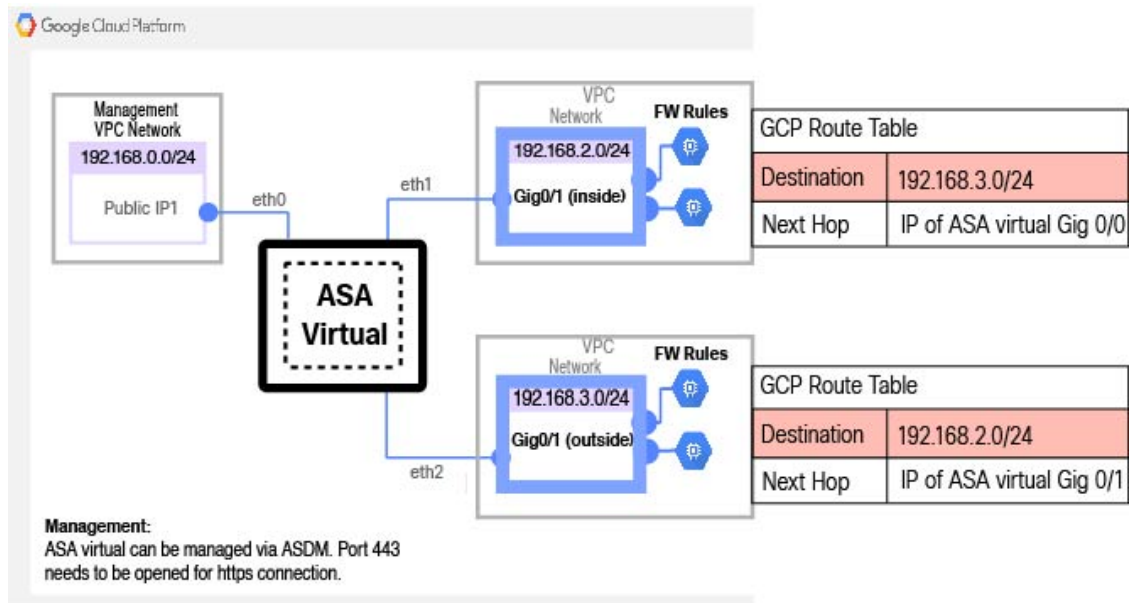 Google Cloud Platform
Management
VPC Network
192.168.0.0/24
Public IP1
eth0
eth1
VPC
Network
FW Rules
192.168.2.0/24
Gig0/1 (inside)
GCP Route Table
Destination 192.168.3.0/24
Next Hop IP of ASA virtual Gig 0/0
ASA
Virtual
VPC
Network
FW Rules
192.168.3.0/24
Gig0/1 (outside)
eth2
GCP Route Table
Destination 192.168.2.0/24
Next Hop IP of ASA virtual Gig 0/1
Management:
ASA virtual can be managed via ASDM. Port 443
needs to be opened for https connection.